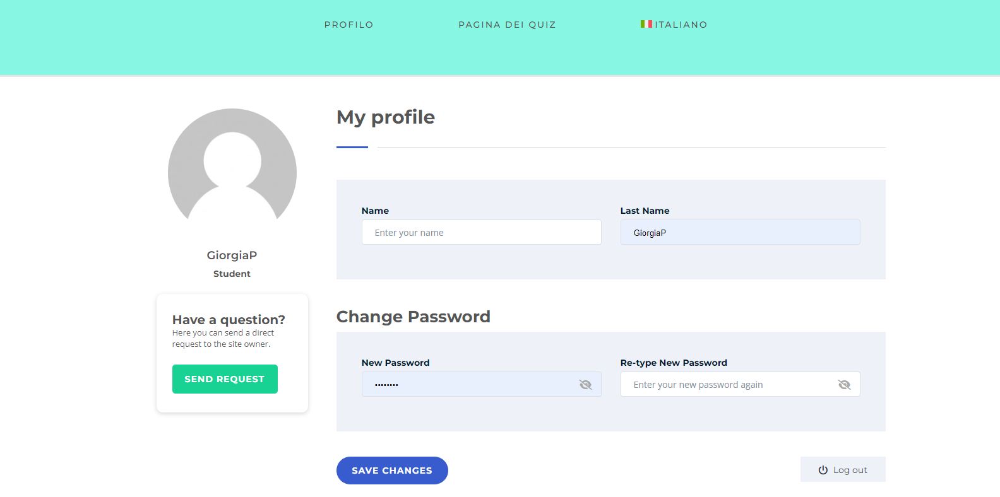 PROFILO
PAGINA DEI QUIZ
ITALIANO
My profile
GiorgiaP
Student
Have a question?
Here you can send a direct
request to the site owner.
SEND REQUEST
Name
Enter your name
Last Name
GiorgiaP
Change Password
New Password
••••••••
Re-type New Password
Enter your new password again
SAVE CHANGES
Log out